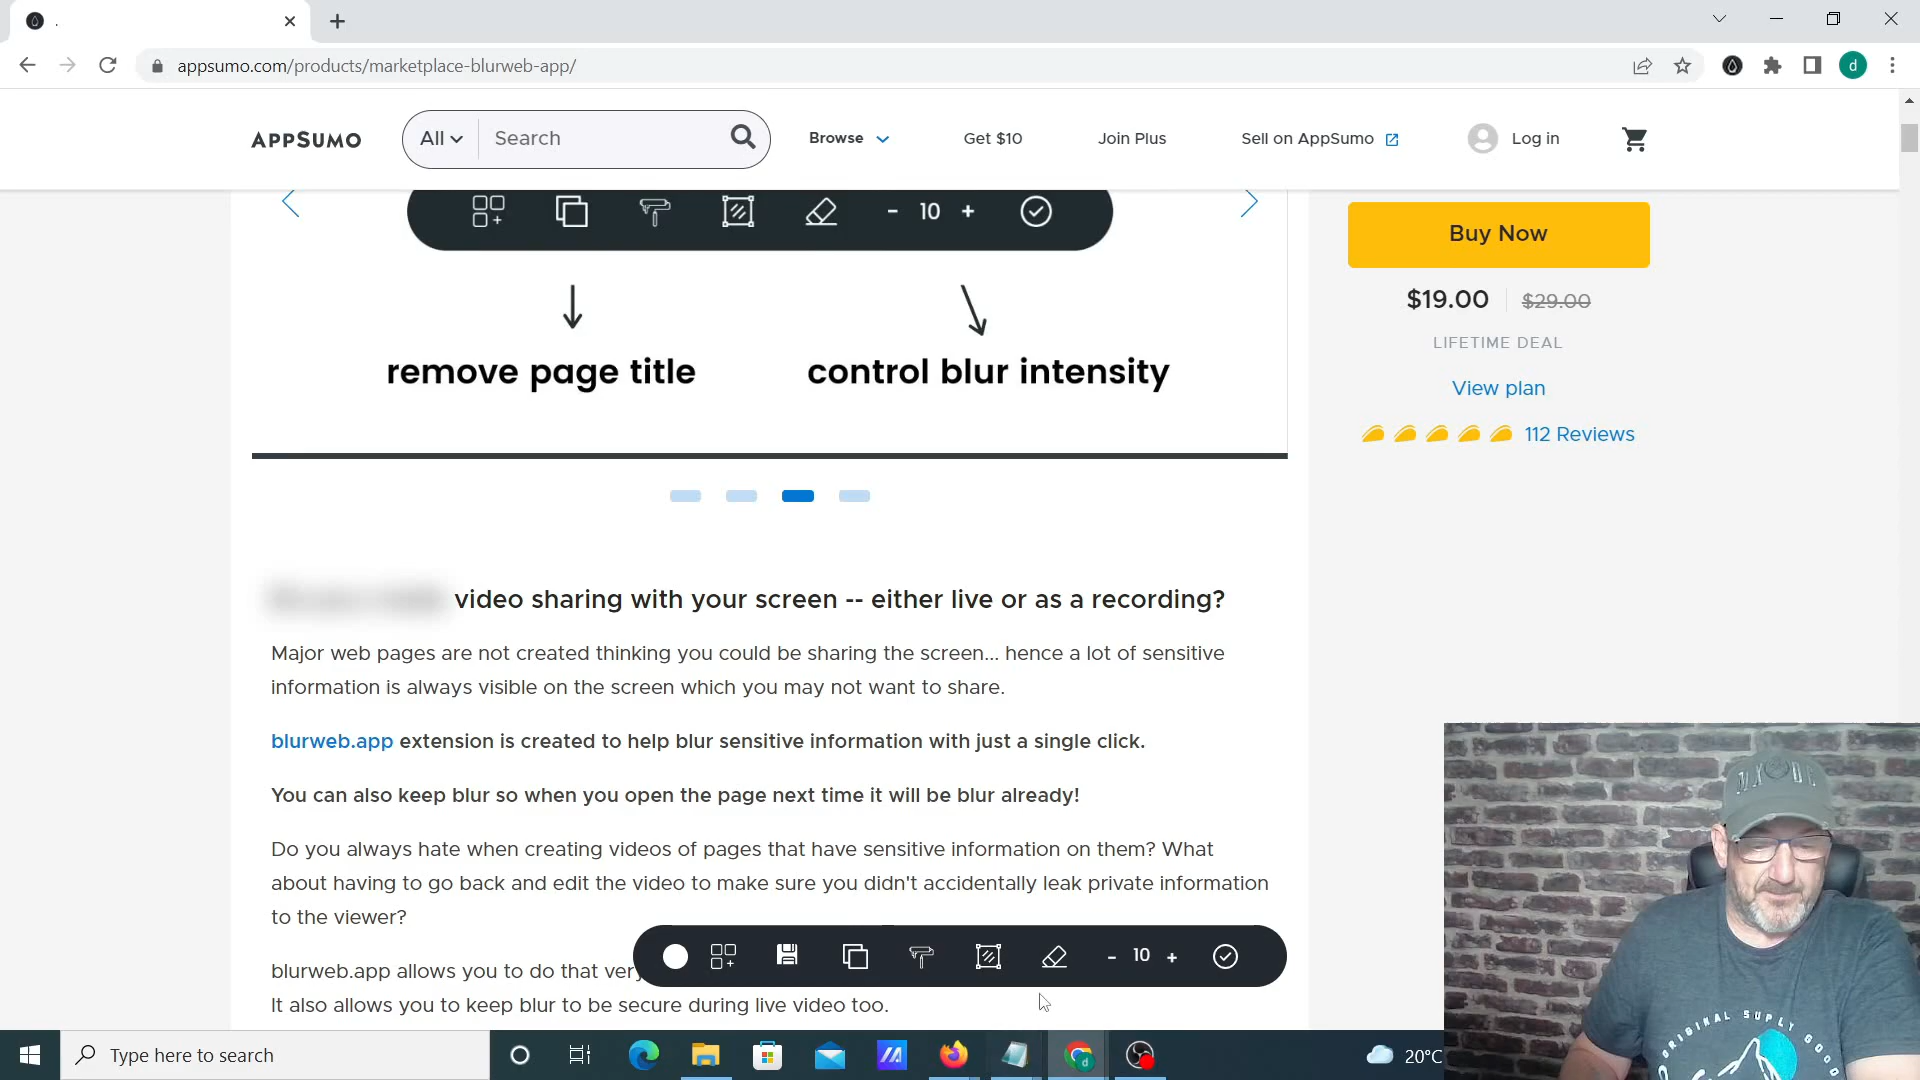 .
appsumo.com/products/marketplace-blurweb-app/
d
APPSUMO
All
Search
Browse
Get $10
Join Plus
Sell on AppSumo
Log in
- 10 +
remove page title
control blur intensity
Buy Now
$19.00
$29.00
LIFETIME DEAL
View plan
112 Reviews
video sharing with your screen -- either live or as a recording?
Major web pages are not created thinking you could be sharing the screen... hence a lot of sensitive
information is always visible on the screen which you may not want to share.
blurweb.app extension is created to help blur sensitive information with just a single click.
You can also keep blur so when you open the page next time it will be blur already!
Do you always hate when creating videos of pages that have sensitive information on them? What
about having to go back and edit the video to make sure you didn't accidentally leak private information
to the viewer?
blurweb.app allows you to do that
- 10 +
It also allows you to keep blur to be secure during live video too.
Type here to search
20°C
ORIGINAL SUPLY GOODS